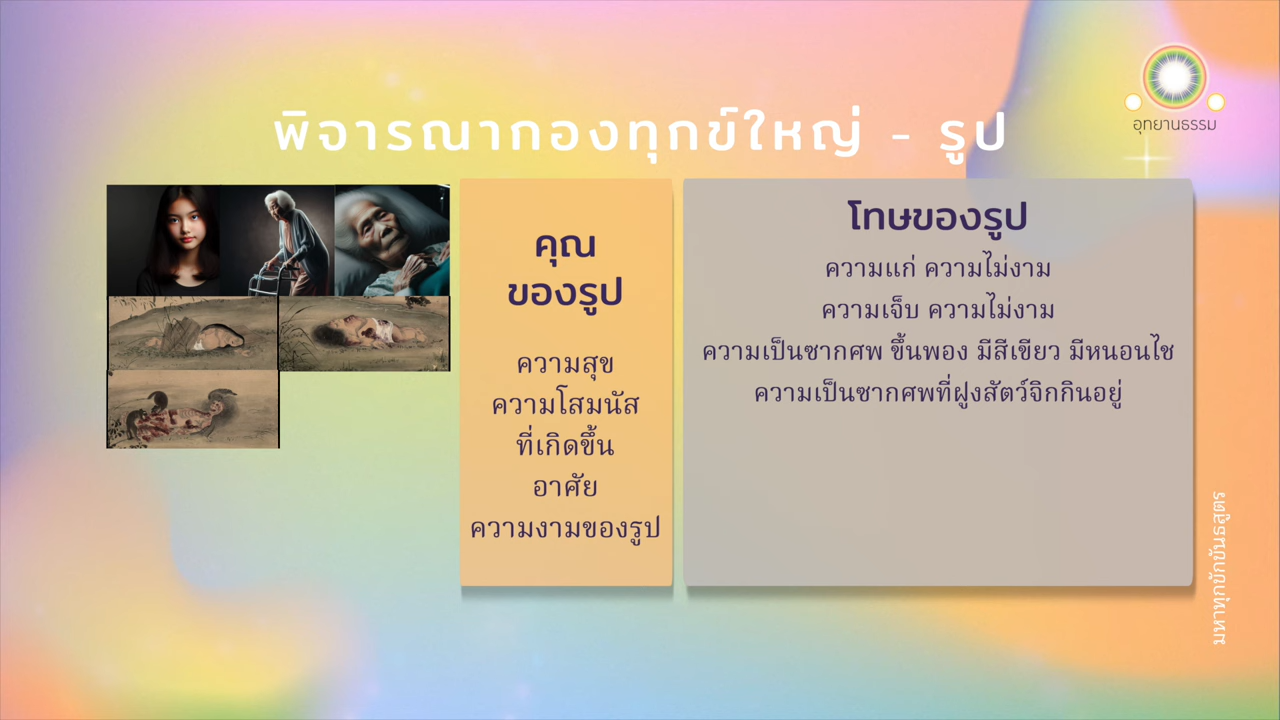 อุทยานธรรม
พิจารณากองทุกข์ใหญ่ - รูป
คุณ
ของรูป
ความสุข
ความโสมนัส
ที่เกิดขึ้น
อาศัย
ความงามของรูป
โทษของรูป
ความแก่ ความไม่งาม
ความเจ็บ ความไม่งาม
ความเป็นซากศพ ขึ้นพอง มีสีเขียว มีหนอนไช
ความเป็นซากศพที่ฝูงสัตว์จิกกินอยู่
มหาทุกขักขันธสูตร